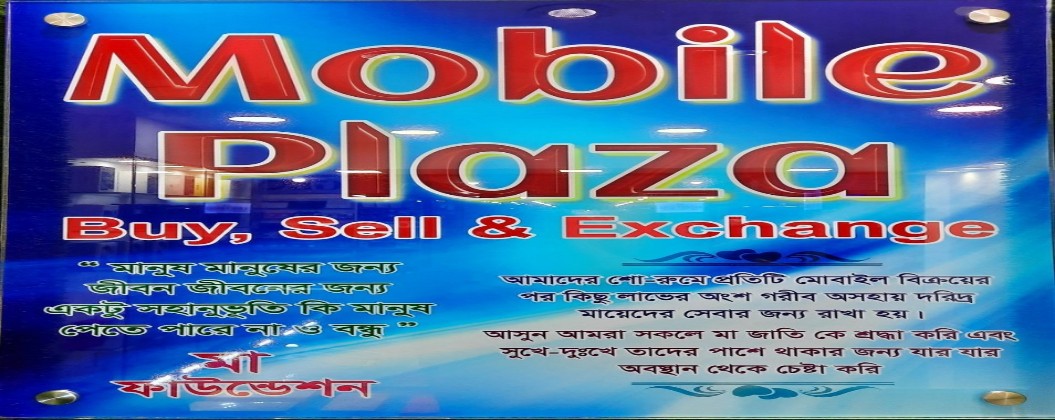 Mobile
Plaza
Buy, Sell & Exchange
“ মানুষ মানুষের জন্য
জীবন জীবনের জন্য
একটু সহানুভুতি কি মানুষ
পেতে পারে না ও বন্ধু ”
মা
ফাউন্ডেশন
আমাদের শো-রুমে প্রতিটি মোবাইল বিক্রয়ের
পর কিছু লাভের অংশ গরীব অসহায় দরিদ্র
মায়েদের সেবার জন্য রাখা হয়।
আসুন আমরা সকলে মা জাতি কে শ্রদ্ধা করি এবং
সুখে-দুঃখে তাদের পাশে থাকার জন্য যার যার
অবস্থান থেকে চেষ্টা করি